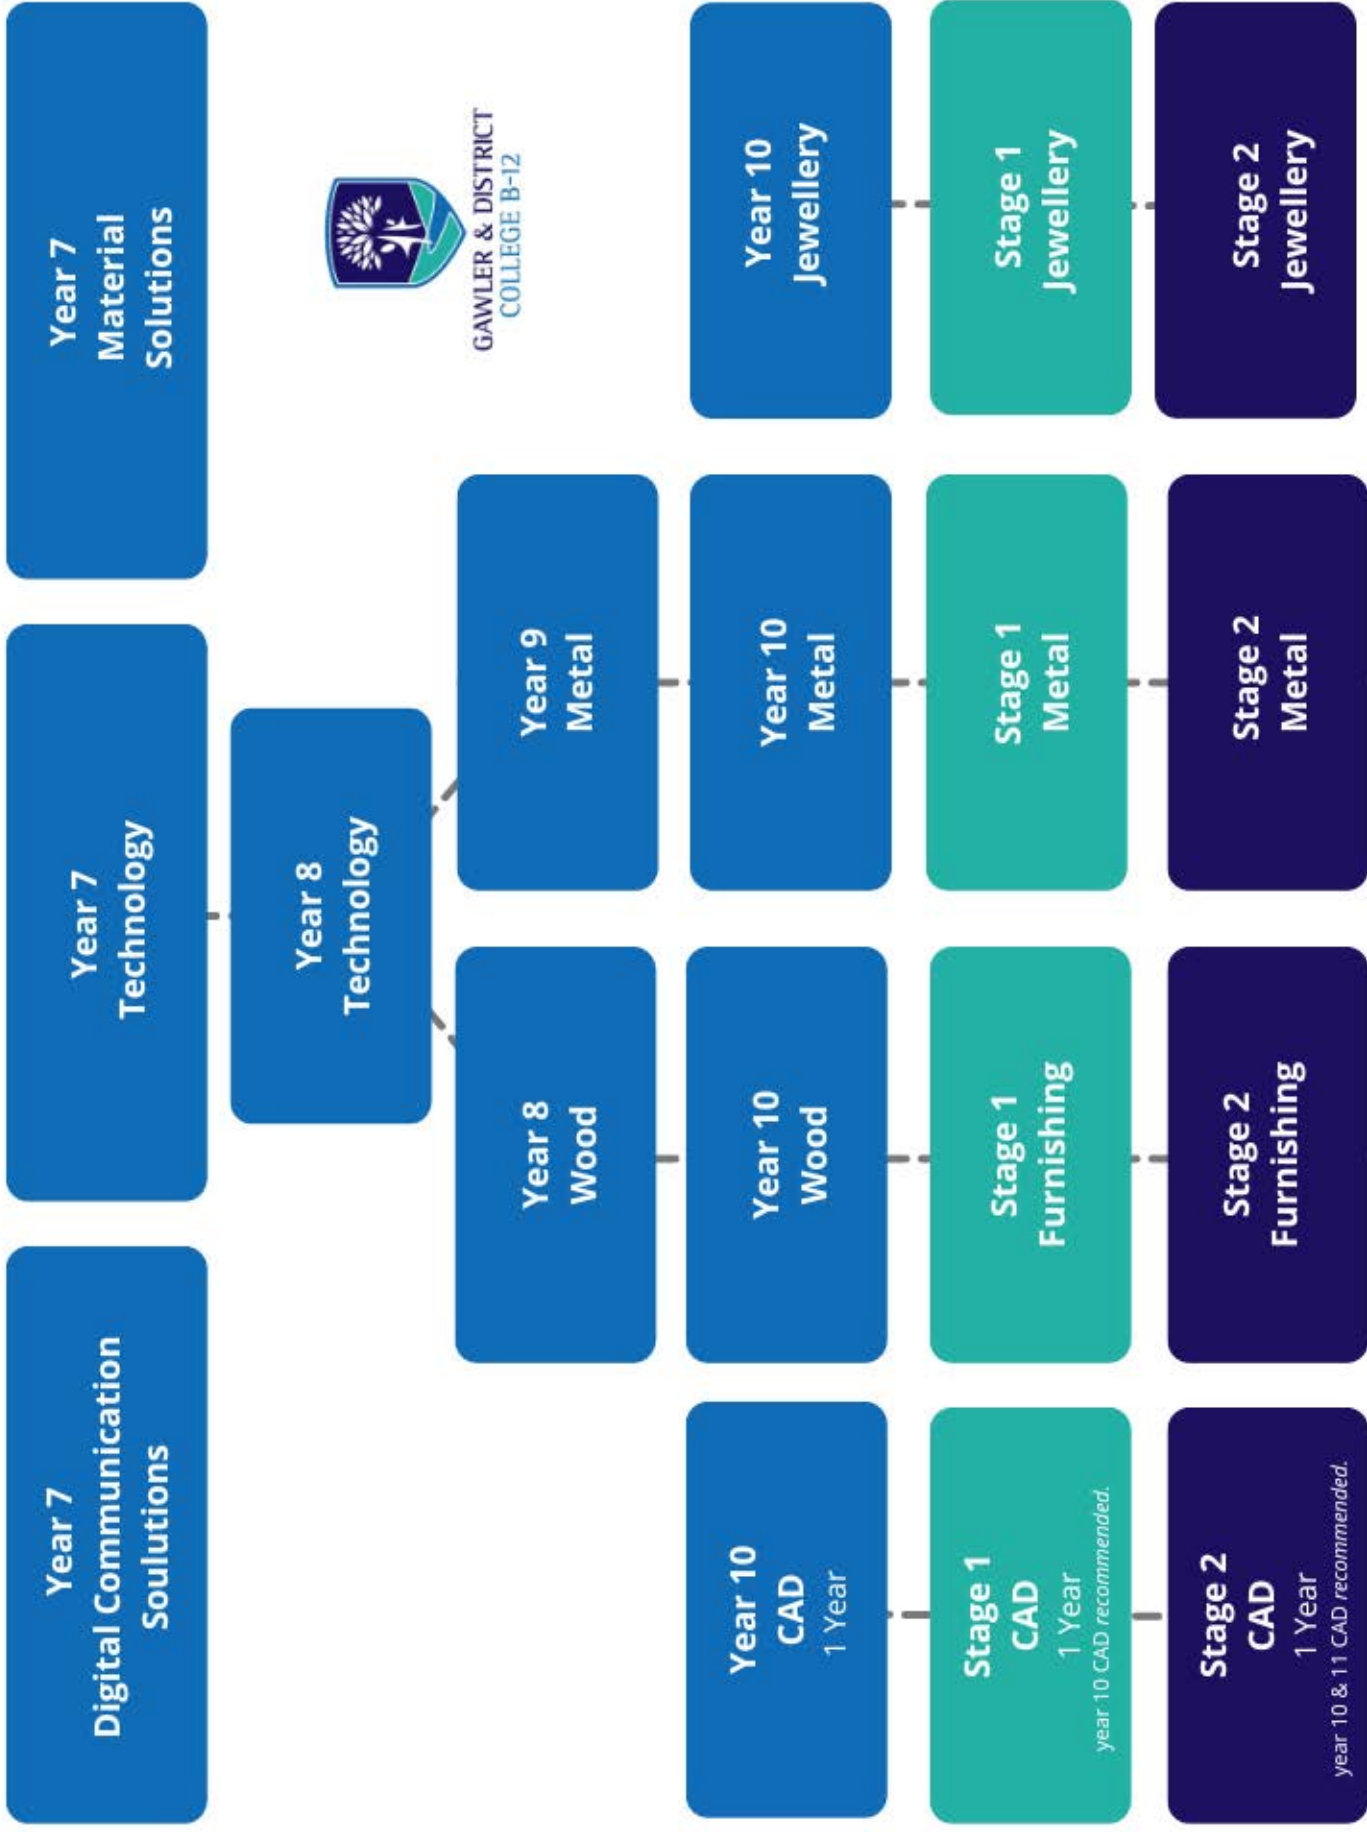 Year 7
Digital Communication
Soulutions
Year 7
Technology
Year 7
Material
Solutions
Year 8
Technology
GAWLER & DISTRICT
COLLEGE B-12
Year 8
Wood
Year 9
Metal
Year 10
CAD
1 Year
Year 10
Wood
Year 10
Metal
Year 10
Jewellery
Stage 1
CAD
1 Year
year 10 CAD recommended.
Stage 1
Furnishing
Stage 1
Metal
Stage 1
Jewellery
Stage 2
CAD
1 Year
year 10 & 11 CAD recommended.
Stage 2
Furnishing
Stage 2
Metal
Stage 2
Jewellery